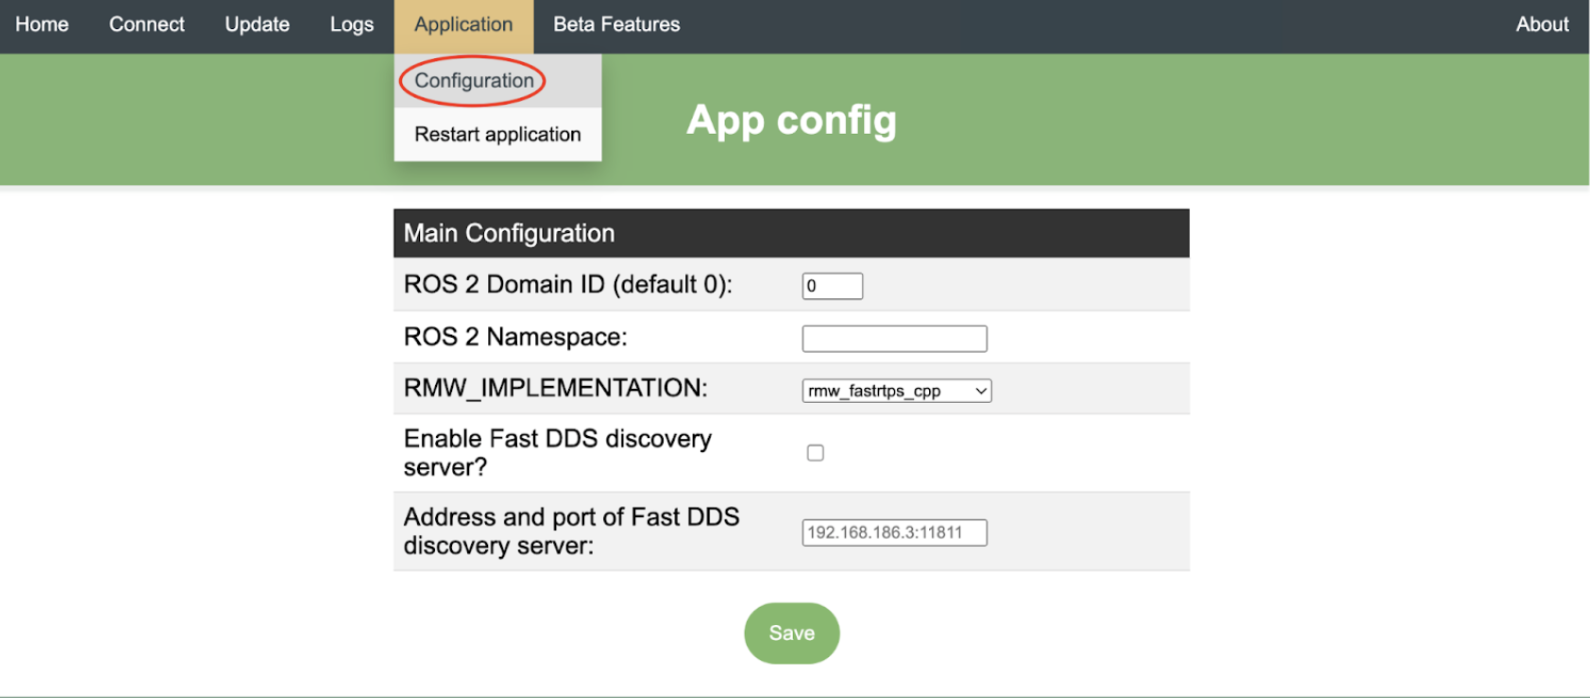 Home Connect Update Logs Application Beta Features About
Configuration
Restart application
App config
Main Configuration
ROS 2 Domain ID (default 0): 0
ROS 2 Namespace:
RMW_IMPLEMENTATION: rmw_fastrtps_cpp
Enable Fast DDS discovery
server?
Address and port of Fast DDS
discovery server: 192.168.186.3:11811
Save